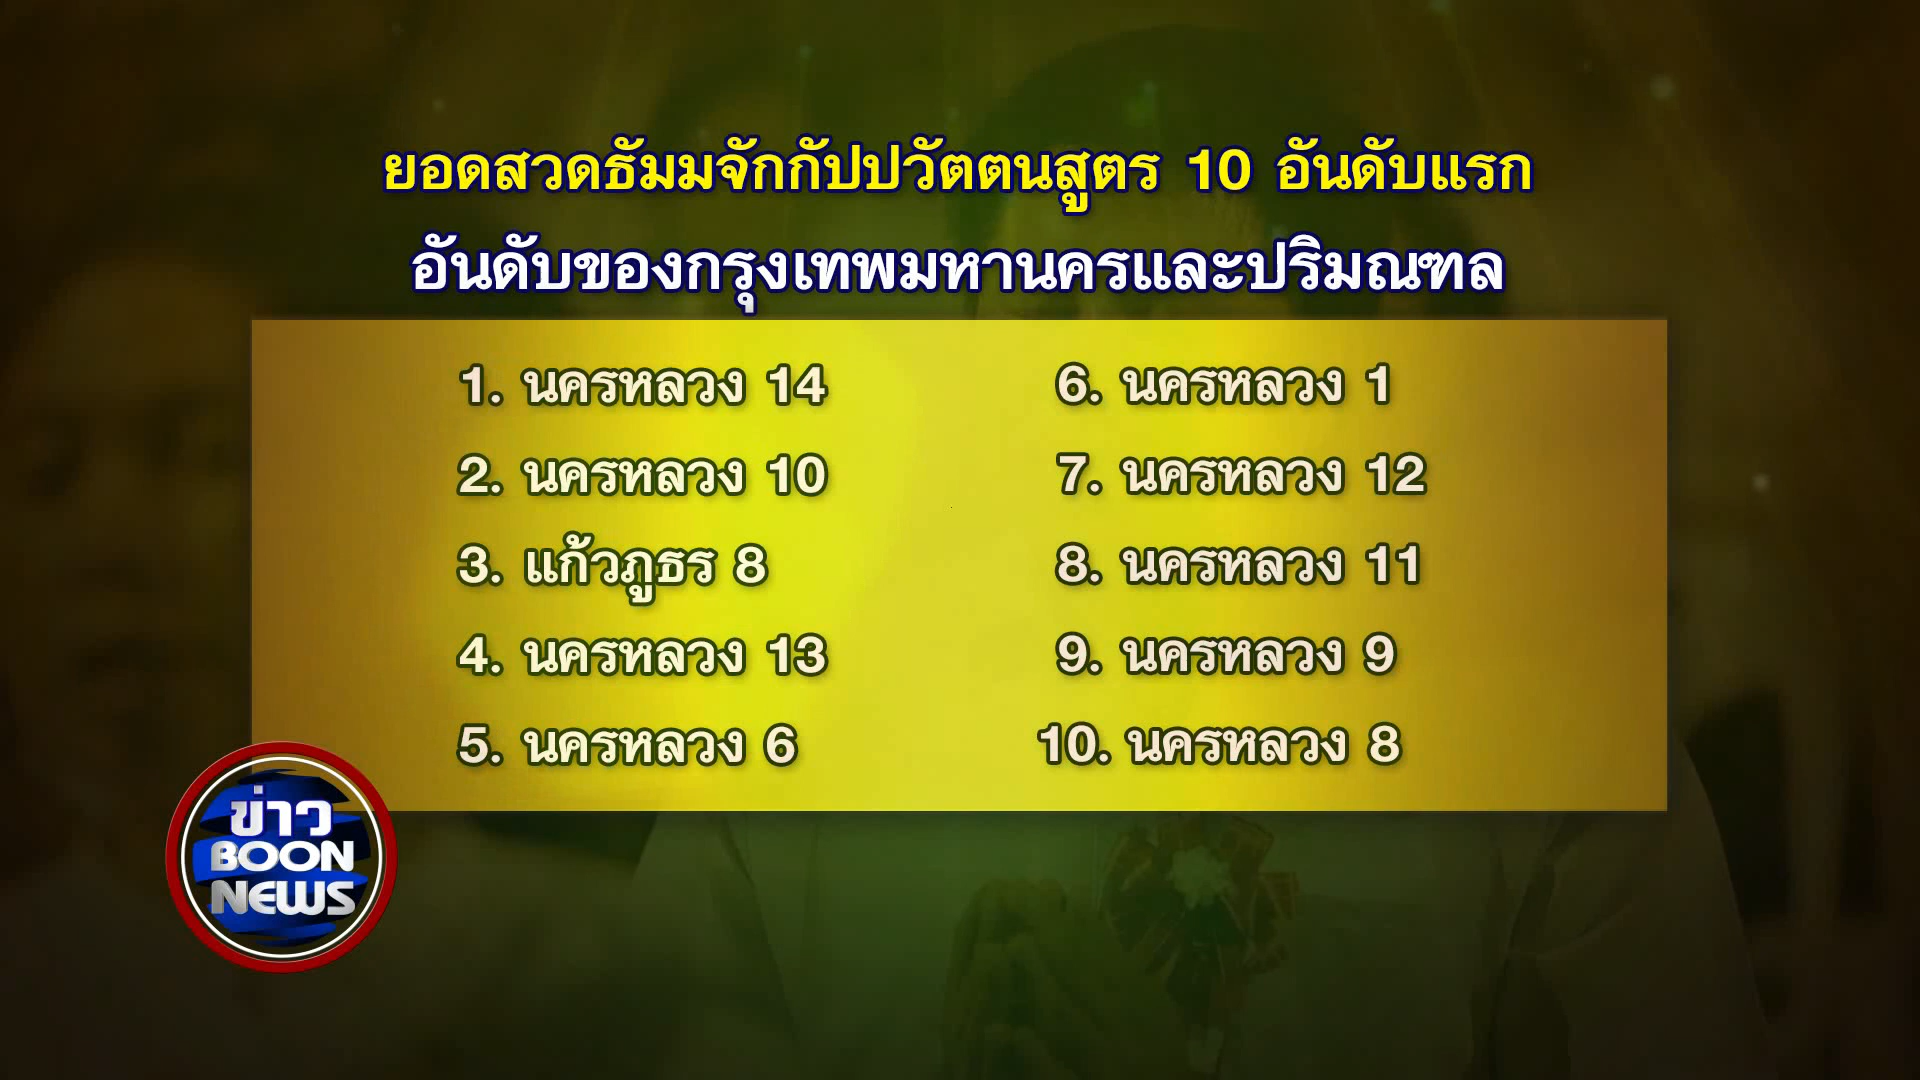 ยอดสวดธัมมจักกัปปวัตตนสูตร 10 อันดับแรก
อันดับของกรุงเทพมหานครและปริมณฑล
1. นครหลวง 14
2. นครหลวง 10
3. แก้วภูธร 8
4. นครหลวง 13
5. นครหลวง 6
6. นครหลวง 1
7. นครหลวง 12
8. นครหลวง 11
9. นครหลวง 9
10. นครหลวง 8
ข่าว
BOON
NEWS